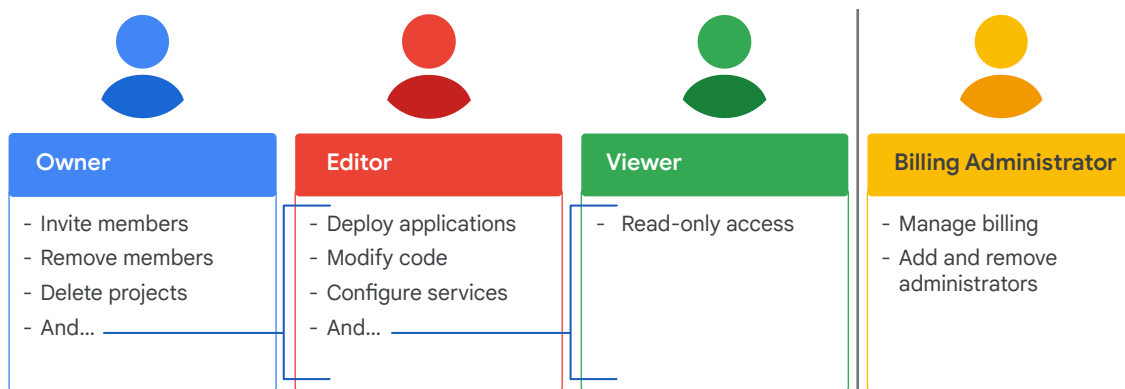 Owner
- Invite members
- Remove members
- Delete projects
- And...
Editor
- Deploy applications
- Modify code
- Configure services
- And...
Viewer
- Read-only access
Billing Administrator
- Manage billing
- Add and remove
administrators